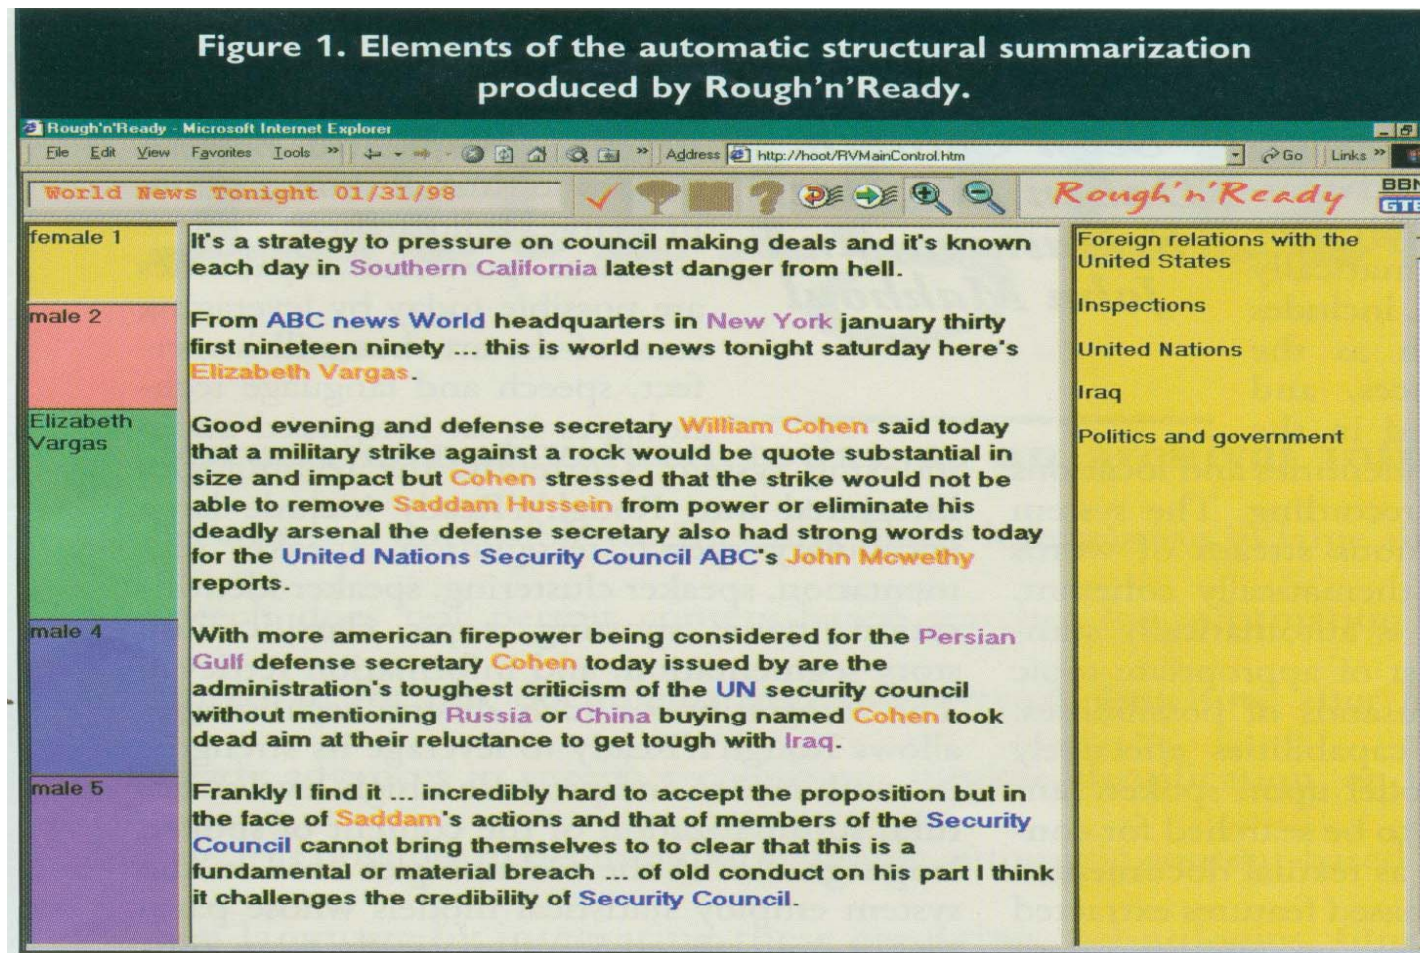 Figure 1. Elements of the automatic structural summarization
produced by Rough'n'Ready.
Rough'n'Ready - Microsoft Internet Explorer
File Edit View Favorites Tools » Address http://hoot/RVMainControl.htm Go Links »
World News Tonight 01/31/98
Rough'n'Ready
BBN
GTE
female 1
It's a strategy to pressure on council making deals and it's known
each day in Southern California latest danger from hell.
male 2
From ABC news World headquarters in New York january thirty
first nineteen ninety ... this is world news tonight saturday here's
Elizabeth Vargas.
Elizabeth
Vargas
Good evening and defense secretary William Cohen said today
that a military strike against a rock would be quote substantial in
size and impact but Cohen stressed that the strike would not be
able to remove Saddam Hussein from power or eliminate his
deadly arsenal the defense secretary also had strong words today
for the United Nations Security Council ABC's John Mcwethy
reports.
male 4
With more american firepower being considered for the Persian
Gulf defense secretary Cohen today issued by are the
administration's toughest criticism of the UN security council
without mentioning Russia or China buying named Cohen took
dead aim at their reluctance to get tough with Iraq.
male 5
Frankly I find it ... incredibly hard to accept the proposition but in
the face of Saddam's actions and that of members of the Security
Council cannot bring themselves to to clear that this is a
fundamental or material breach ... of old conduct on his part I think
it challenges the credibility of Security Council.
Foreign relations with the
United States
Inspections
United Nations
Iraq
Politics and government